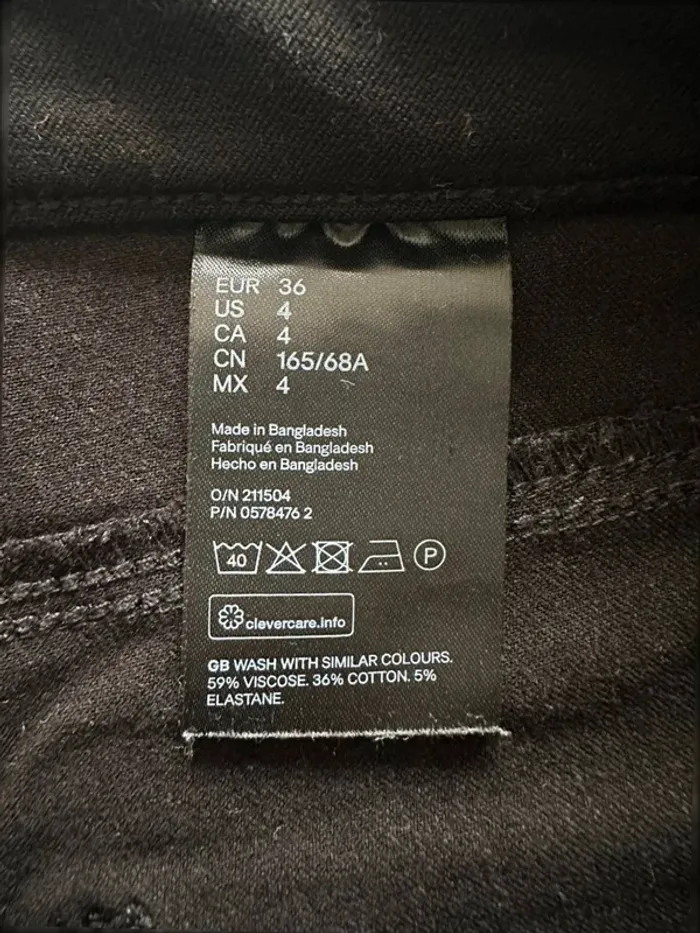 EUR 36
US 4
CA 4
CN 165/68A
MX 4
Made in Bangladesh
Fabriqué en Bangladesh
Hecho en Bangladesh
O/N 211504
P/N 0578476 2
40 P
clevercare.info
GB WASH WITH SIMILAR COLOURS.
59% VISCOSE. 36% COTTON. 5%
ELASTANE.